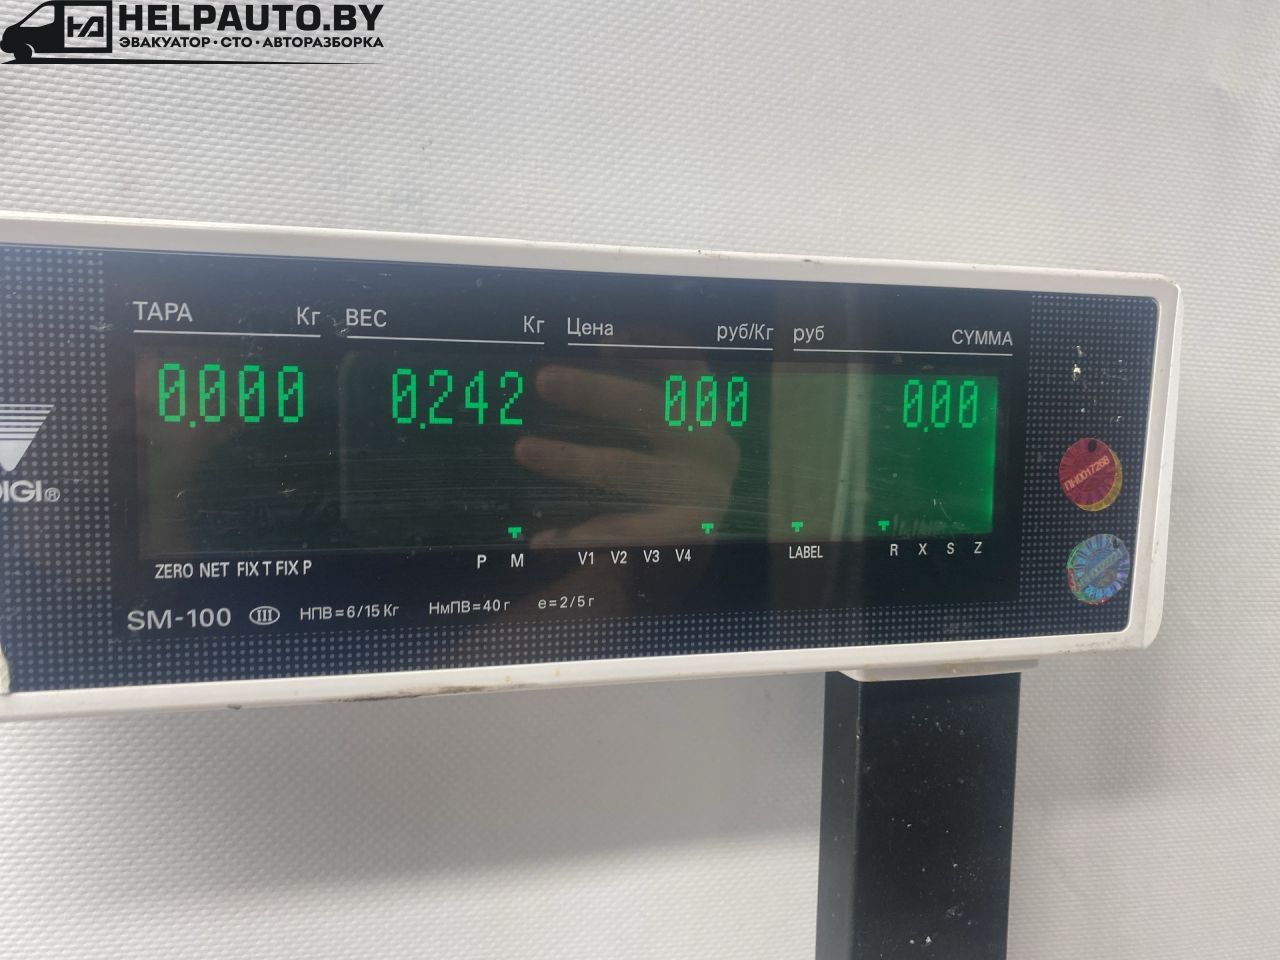 HELPAUTO.BY
ЭВАКУАТОР·СТО·АВТОРАЗБОРКА
ТАРА Кг ВЕС Кг Цена руб/Кг руб СУММА
0.000 0.242 0.00 0.00
ZERO NET FIX T FIX P P M V1 V2 V3 V4 LABEL R X S Z
SM-100 III НПВ=6/15 Кг НмПВ=40 г e=2/5 г
DIGI®
ПН0017268